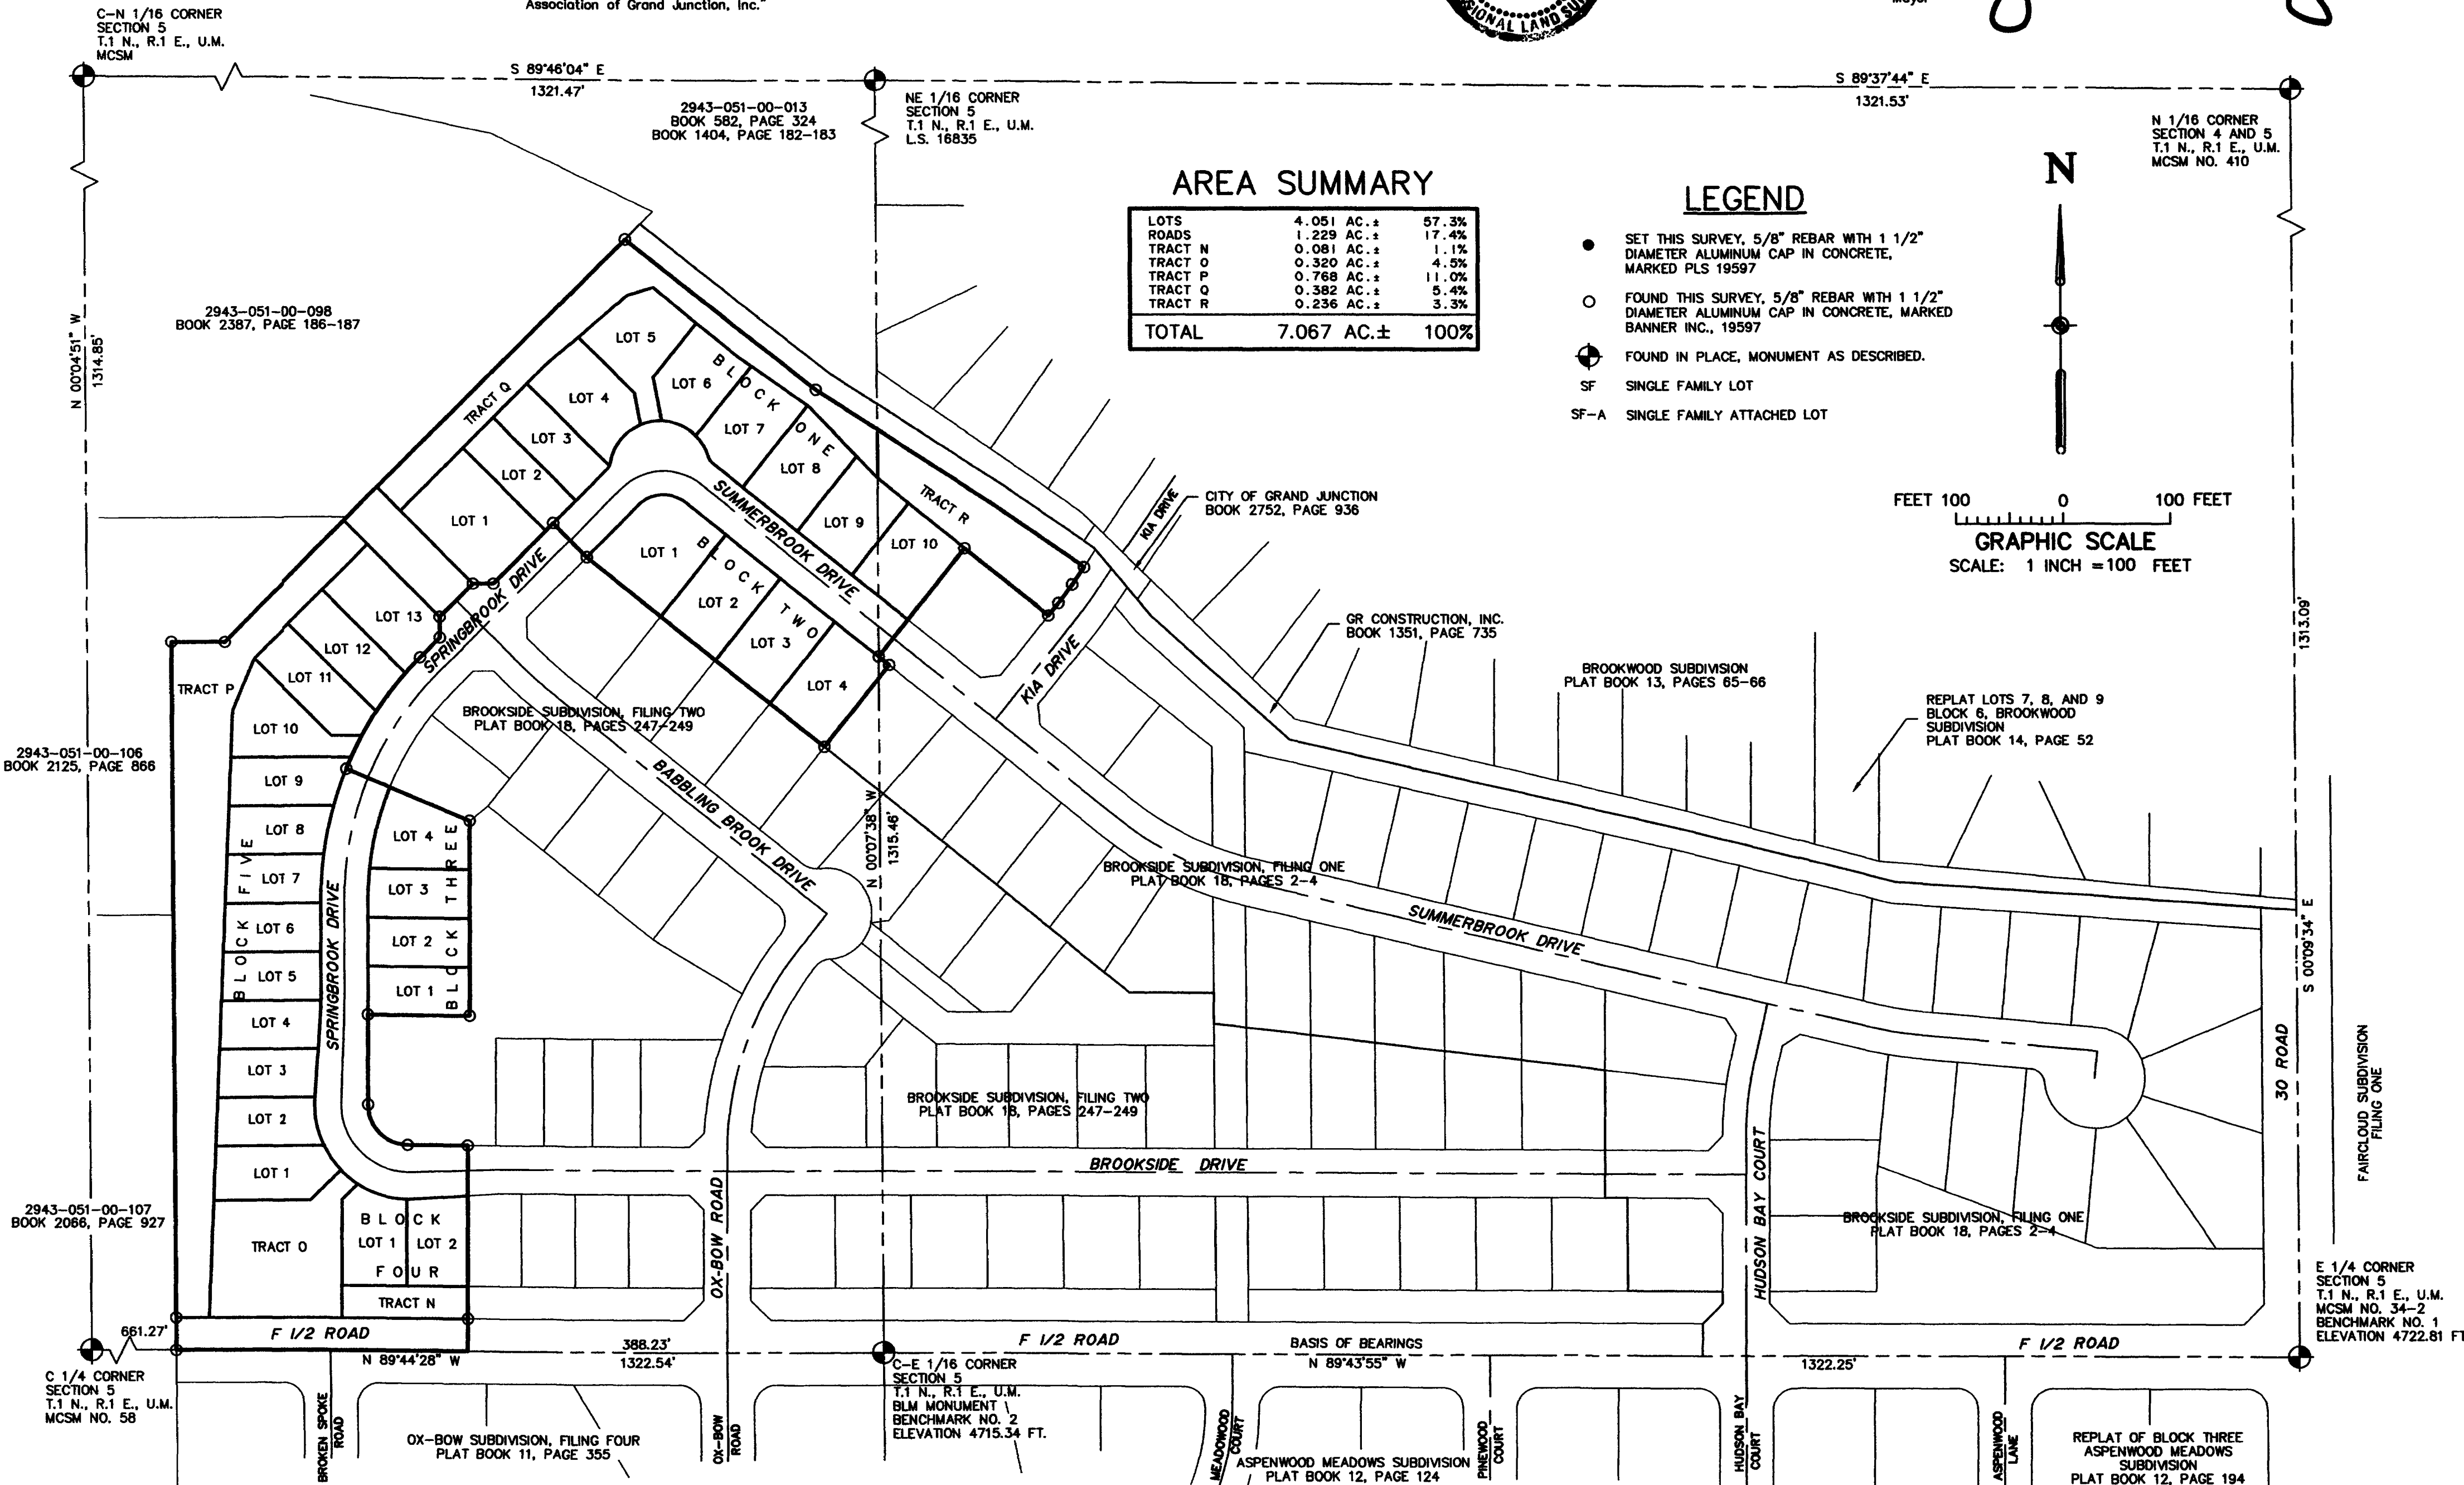 Association of Grand Junction, Inc."
SIONAL LAND SU
Mayor
C-N 1/16 CORNER
SECTION 5
T.1 N., R.1 E., U.M.
MCSM
S 89°46'04" E
1321.47'
2943-051-00-013
BOOK 582, PAGE 324
BOOK 1404, PAGE 182-183
NE 1/16 CORNER
SECTION 5
T.1 N., R.1 E., U.M.
L.S. 16835
S 89°37'44" E
1321.53'
N 1/16 CORNER
SECTION 4 AND 5
T.1 N., R.1 E., U.M.
MCSM NO. 410
AREA SUMMARY
LOTS 4.051 AC.± 57.3%
ROADS 1.229 AC.± 17.4%
TRACT N 0.081 AC.± 1.1%
TRACT O 0.320 AC.± 4.5%
TRACT P 0.768 AC.± 11.0%
TRACT Q 0.382 AC.± 5.4%
TRACT R 0.236 AC.± 3.3%
TOTAL 7.067 AC.± 100%
LEGEND
SET THIS SURVEY, 5/8" REBAR WITH 1 1/2"
DIAMETER ALUMINUM CAP IN CONCRETE,
MARKED PLS 19597
FOUND THIS SURVEY, 5/8" REBAR WITH 1 1/2"
DIAMETER ALUMINUM CAP IN CONCRETE, MARKED
BANNER INC., 19597
FOUND IN PLACE, MONUMENT AS DESCRIBED.
SF SINGLE FAMILY LOT
SF-A SINGLE FAMILY ATTACHED LOT
N
FEET 100 0 100 FEET
GRAPHIC SCALE
SCALE: 1 INCH =100 FEET
N 00°04'51" W
1314.85'
2943-051-00-098
BOOK 2387, PAGE 186-187
TRACT Q
LOT 5
LOT 4
LOT 3
LOT 2
LOT 1
LOT 6
LOT 7
LOT 8
LOT 9
LOT 10
BLOCK ONE
TRACT R
SUMMERBROOK DRIVE
SPRINGBROOK DRIVE
LOT 1
LOT 2
LOT 3
LOT 4
BLOCK TWO
KIA DRIVE
CITY OF GRAND JUNCTION
BOOK 2752, PAGE 936
KIA DRIVE
GR CONSTRUCTION, INC.
BOOK 1351, PAGE 735
BROOKWOOD SUBDIVISION
PLAT BOOK 13, PAGES 65-66
REPLAT LOTS 7, 8, AND 9
BLOCK 6, BROOKWOOD
SUBDIVISION
PLAT BOOK 14, PAGE 52
1313.09'
S 00°09'34" E
TRACT P
LOT 13
LOT 12
LOT 11
LOT 10
LOT 9
LOT 8
LOT 7
LOT 6
LOT 5
LOT 4
LOT 3
LOT 2
LOT 1
BLOCK FIVE
2943-051-00-106
BOOK 2125, PAGE 866
BROOKSIDE SUBDIVISION, FILING TWO
PLAT BOOK 18, PAGES 247-249
BABBLING BROOK DRIVE
N 00°07'38" W
1315.46'
LOT 4
LOT 3
LOT 2
LOT 1
BLOCK THREE
SPRINGBROOK DRIVE
BROOKSIDE SUBDIVISION, FILING ONE
PLAT BOOK 18, PAGES 2-4
SUMMERBROOK DRIVE
30 ROAD
FAIRCLOUD SUBDIVISION
FILING ONE
BROOKSIDE SUBDIVISION, FILING TWO
PLAT BOOK 18, PAGES 247-249
BROOKSIDE DRIVE
HUDSON BAY COURT
OX-BOW ROAD
BROOKSIDE SUBDIVISION, FILING ONE
PLAT BOOK 18, PAGES 2-4
2943-051-00-107
BOOK 2066, PAGE 927
TRACT O
BLOCK
LOT 1 LOT 2
FOUR
TRACT N
661.27'
F 1/2 ROAD
N 89°44'28" W
388.23'
1322.54'
F 1/2 ROAD
BASIS OF BEARINGS
N 89°43'55" W
1322.25'
F 1/2 ROAD
E 1/4 CORNER
SECTION 5
T.1 N., R.1 E., U.M.
MCSM NO. 34-2
BENCHMARK NO. 1
ELEVATION 4722.81 FT
C 1/4 CORNER
SECTION 5
T.1 N., R.1 E., U.M.
MCSM NO. 58
C-E 1/16 CORNER
SECTION 5
T.1 N., R.1 E., U.M.
BLM MONUMENT
BENCHMARK NO. 2
ELEVATION 4715.34 FT.
BROKEN SPOKE
ROAD
OX-BOW SUBDIVISION, FILING FOUR
PLAT BOOK 11, PAGE 355
OX-BOW
ROAD
MEADOWOOD
COURT
ASPENWOOD MEADOWS SUBDIVISION
PLAT BOOK 12, PAGE 124
PINEWOOD
COURT
HUDSON BAY
COURT
ASPENWOOD
LANE
REPLAT OF BLOCK THREE
ASPENWOOD MEADOWS
SUBDIVISION
PLAT BOOK 12, PAGE 194